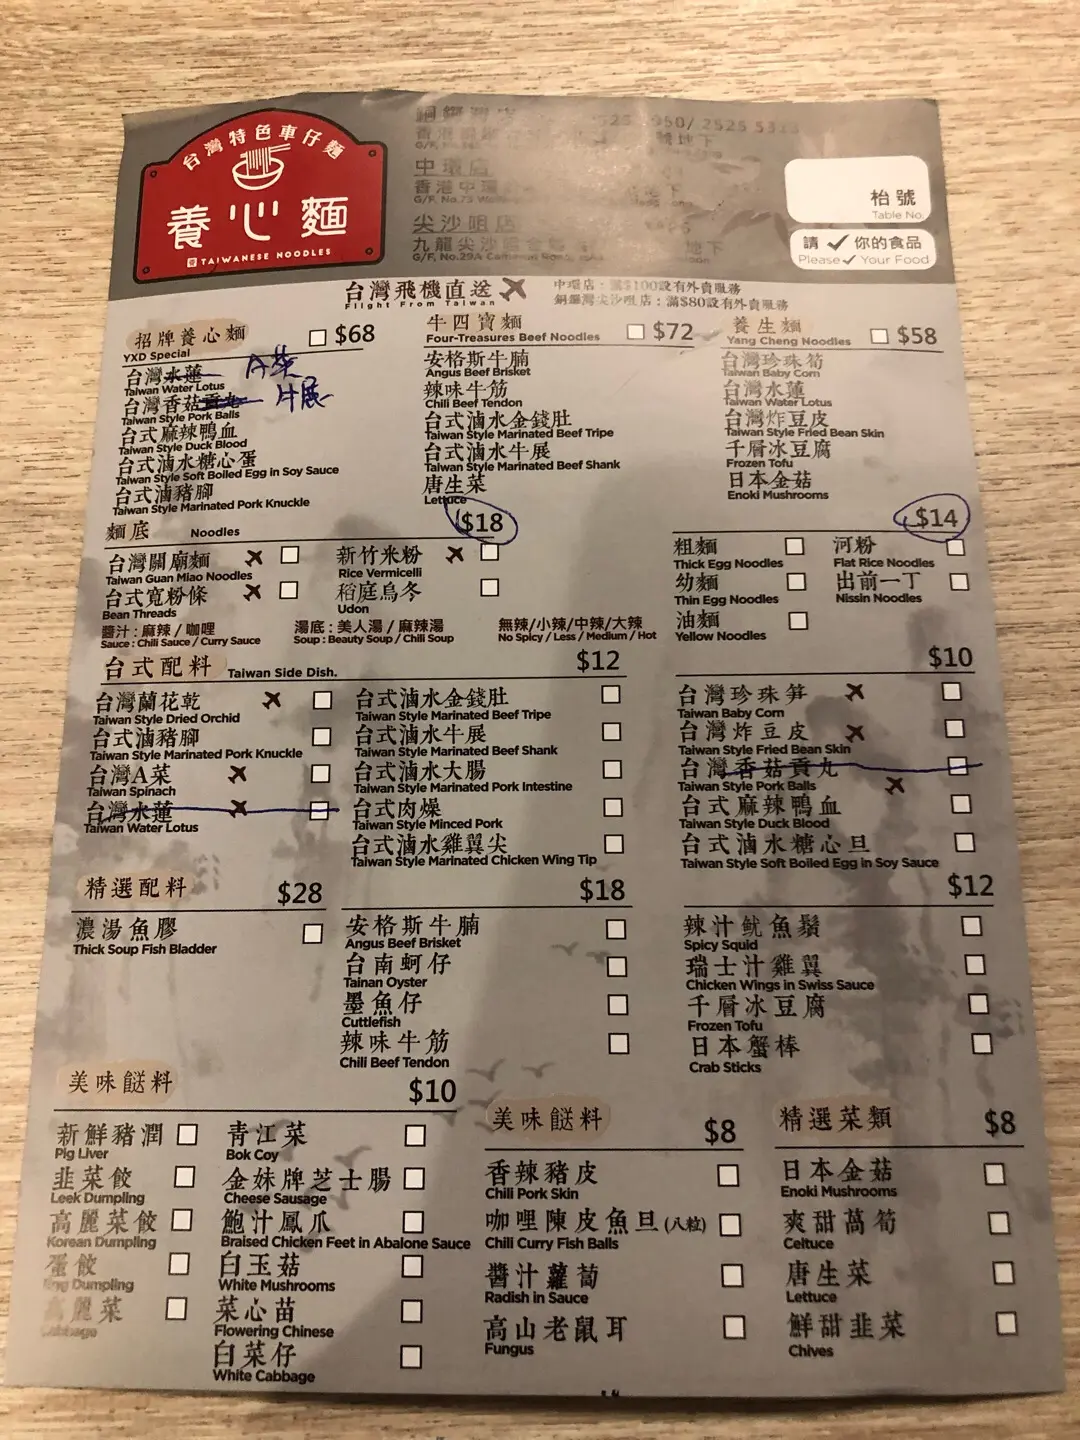 台灣特色車仔麵
養心麵
TAIWANESE NOODLES
銅鑼灣店
/ 2525 5323
中環店
香港中環
尖沙咀店
九龍尖沙咀
地下
枱號
Table No.
請 ✓ 你的食品
Please ✓ Your Food
台灣飛機直送
Flight From Taiwan
中環店：滿$100設有外賣服務
銅鑼灣尖沙咀店：滿$80設有外賣服務
招牌養心麵 $68
YXD Special
台灣水蓮 A菜
Taiwan Water Lotus
台灣香菇貢丸 牛展
Taiwan Style Pork Balls
台式麻辣鴨血
Taiwan Style Duck Blood
台式滷水糖心蛋
Taiwan Style Soft Boiled Egg in Soy Sauce
台式滷豬腳
Taiwan Style Marinated Pork Knuckle
牛四寶麵 $72
Four-Treasures Beef Noodles
安格斯牛腩
Angus Beef Brisket
辣味牛筋
Chili Beef Tendon
台式滷水金錢肚
Taiwan Style Marinated Beef Tripe
台式滷水牛展
Taiwan Style Marinated Beef Shank
唐生菜
Lettuce
養生麵 $58
Yang Cheng Noodles
台灣珍珠筍
Taiwan Baby Corn
台灣水蓮
Taiwan Water Lotus
台灣炸豆皮
Taiwan Style Fried Bean Skin
千層冰豆腐
Frozen Tofu
日本金菇
Enoki Mushrooms
麵底 Noodles $18
台灣關廟麵
Taiwan Guan Miao Noodles
台式寬粉條
Bean Threads
新竹米粉
Rice Vermicelli
稻庭烏冬
Udon
醬汁：麻辣 / 咖哩
Sauce : Chili Sauce / Curry Sauce
湯底：美人湯 / 麻辣湯
Soup : Beauty Soup / Chili Soup
無辣/小辣/中辣/大辣
No Spicy / Less / Medium / Hot
$14
粗麵
Thick Egg Noodles
幼麵
Thin Egg Noodles
油麵
Yellow Noodles
河粉
Flat Rice Noodles
出前一丁
Nissin Noodles
台式配料 Taiwan Side Dish. $12
台灣蘭花乾
Taiwan Style Dried Orchid
台式滷豬腳
Taiwan Style Marinated Pork Knuckle
台灣A菜
Taiwan Spinach
台灣水蓮
Taiwan Water Lotus
台式滷水金錢肚
Taiwan Style Marinated Beef Tripe
台式滷水牛展
Taiwan Style Marinated Beef Shank
台式滷水大腸
Taiwan Style Marinated Pork Intestine
台式肉燥
Taiwan Style Minced Pork
台式滷水雞翼尖
Taiwan Style Marinated Chicken Wing Tip
$10
台灣珍珠笋
Taiwan Baby Corn
台灣炸豆皮
Taiwan Style Fried Bean Skin
台灣香菇貢丸
Taiwan Style Pork Balls
台式麻辣鴨血
Taiwan Style Duck Blood
台式滷水糖心旦
Taiwan Style Soft Boiled Egg in Soy Sauce
精選配料 $28
濃湯魚膠
Thick Soup Fish Bladder
$18
安格斯牛腩
Angus Beef Brisket
台南蚵仔
Tainan Oyster
墨魚仔
Cuttlefish
辣味牛筋
Chili Beef Tendon
$12
辣汁魷魚鬚
Spicy Squid
瑞士汁雞翼
Chicken Wings in Swiss Sauce
千層冰豆腐
Frozen Tofu
日本蟹棒
Crab Sticks
美味餸料 $10
新鮮豬潤
Pig Liver
韭菜餃
Leek Dumpling
高麗菜餃
Korean Dumpling
蛋餃
Dumpling
高麗菜
Cabbage
青江菜
Bok Coy
金妹牌芝士腸
Cheese Sausage
鮑汁鳳爪
Braised Chicken Feet in Abalone Sauce
白玉菇
White Mushrooms
菜心苗
Flowering Chinese
白菜仔
White Cabbage
美味餸料 $8
香辣豬皮
Chili Pork Skin
咖哩陳皮魚旦(八粒)
Chili Curry Fish Balls
醬汁蘿蔔
Radish in Sauce
高山老鼠耳
Fungus
精選菜類 $8
日本金菇
Enoki Mushrooms
爽甜萵筍
Celtuce
唐生菜
Lettuce
鮮甜韭菜
Chives